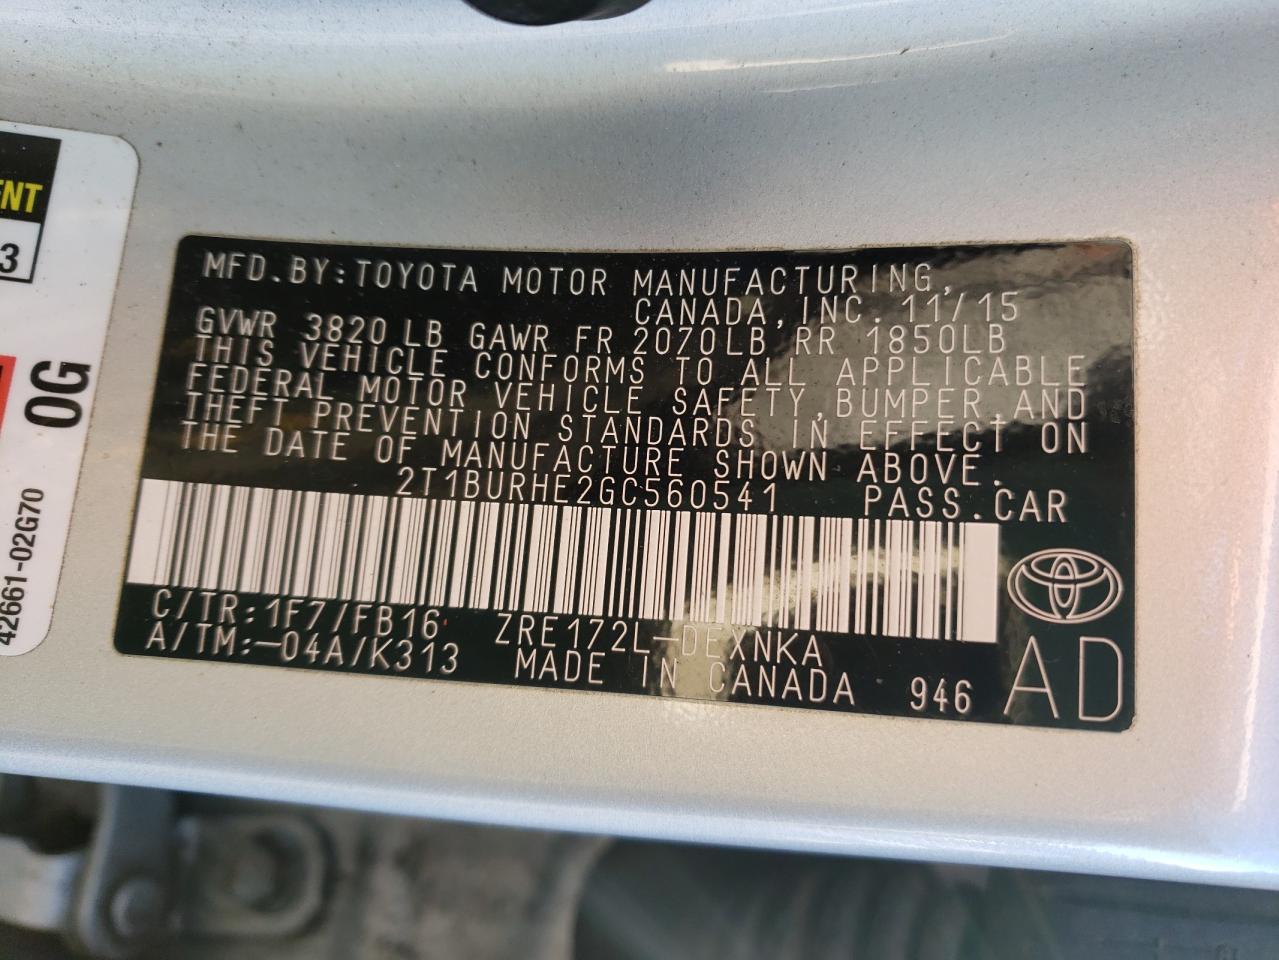 ENT
3
0G
42661-02G70
MFD.BY:TOYOTA MOTOR MANUFACTURING,
CANADA,INC. 11/15
GVWR 3820LB GAWR FR 2070LB RR 1850LB
THIS VEHICLE CONFORMS TO ALL APPLICABLE
FEDERAL MOTOR VEHICLE SAFETY,BUMPER,AND
THEFT PREVENTION STANDARDS IN EFFECT ON
THE DATE OF MANUFACTURE SHOWN ABOVE.
2T1BURHE2GC560541 PASS.CAR
C/TR:1F7/FB16 ZRE172L-DEXNKA
A/TM:-04A/K313 MADE IN CANADA 946 AD